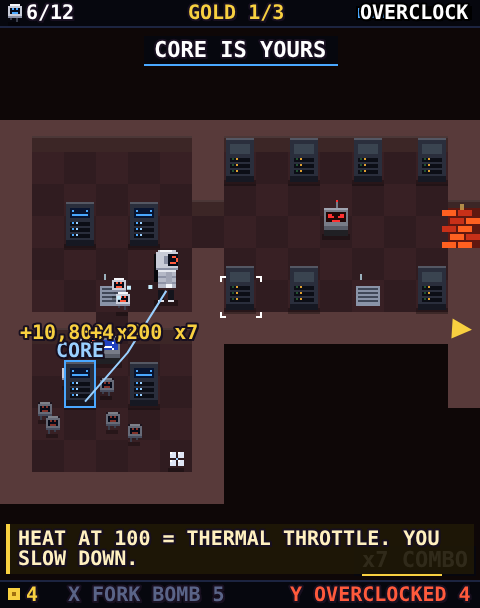 6/12 GOLD 1/3 OVERCLOCK
CORE IS YOURS
+10,80 +4,200 x7
CORE
HEAT AT 100 = THERMAL THROTTLE. YOU
SLOW DOWN.
x7 COMBO
4 X FORK BOMB 5 Y OVERCLOCKED 4